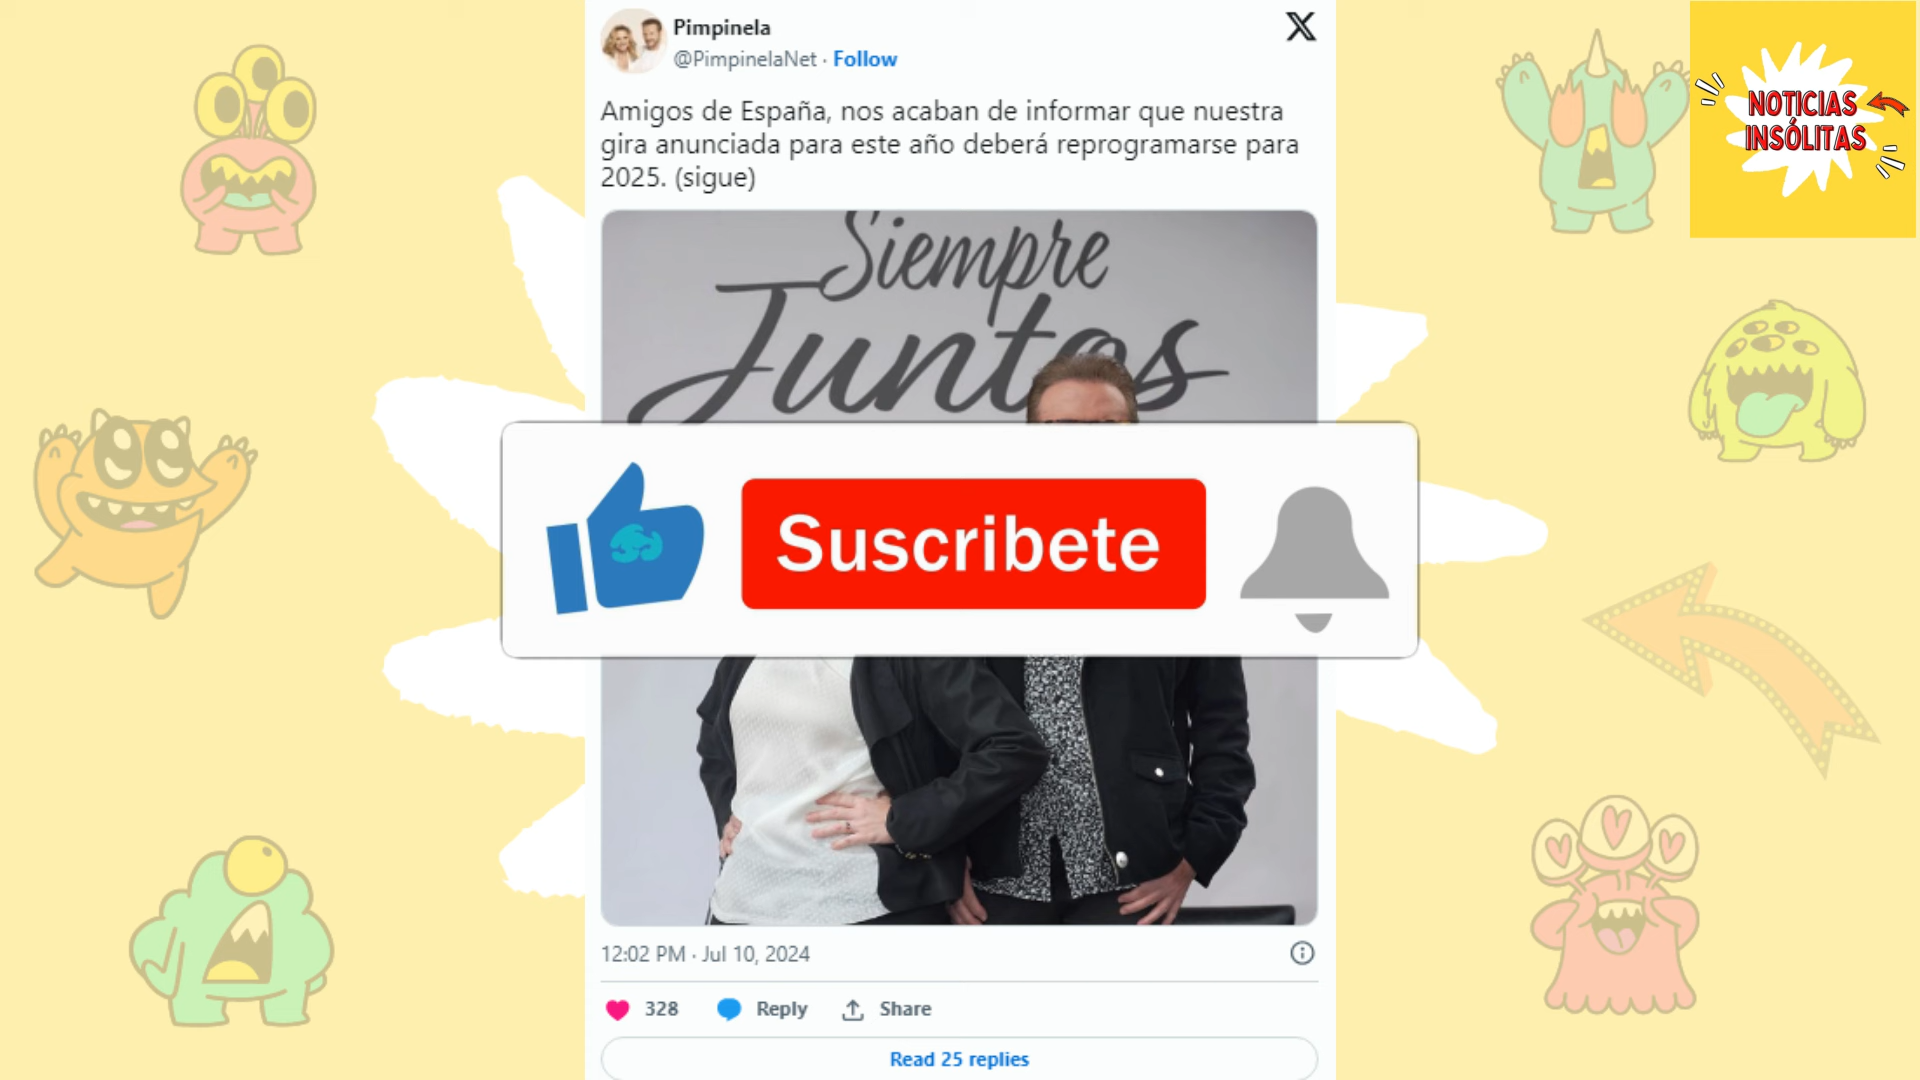 Pimpinela
@PimpinelaNet · Follow
Amigos de España, nos acaban de informar que nuestra
gira anunciada para este año deberá reprogramarse para
2025. (sigue)
NOTICIAS
INSÓLITAS
Siempre
Juntos
Suscribete
12:02 PM · Jul 10, 2024
328 Reply Share
Read 25 replies